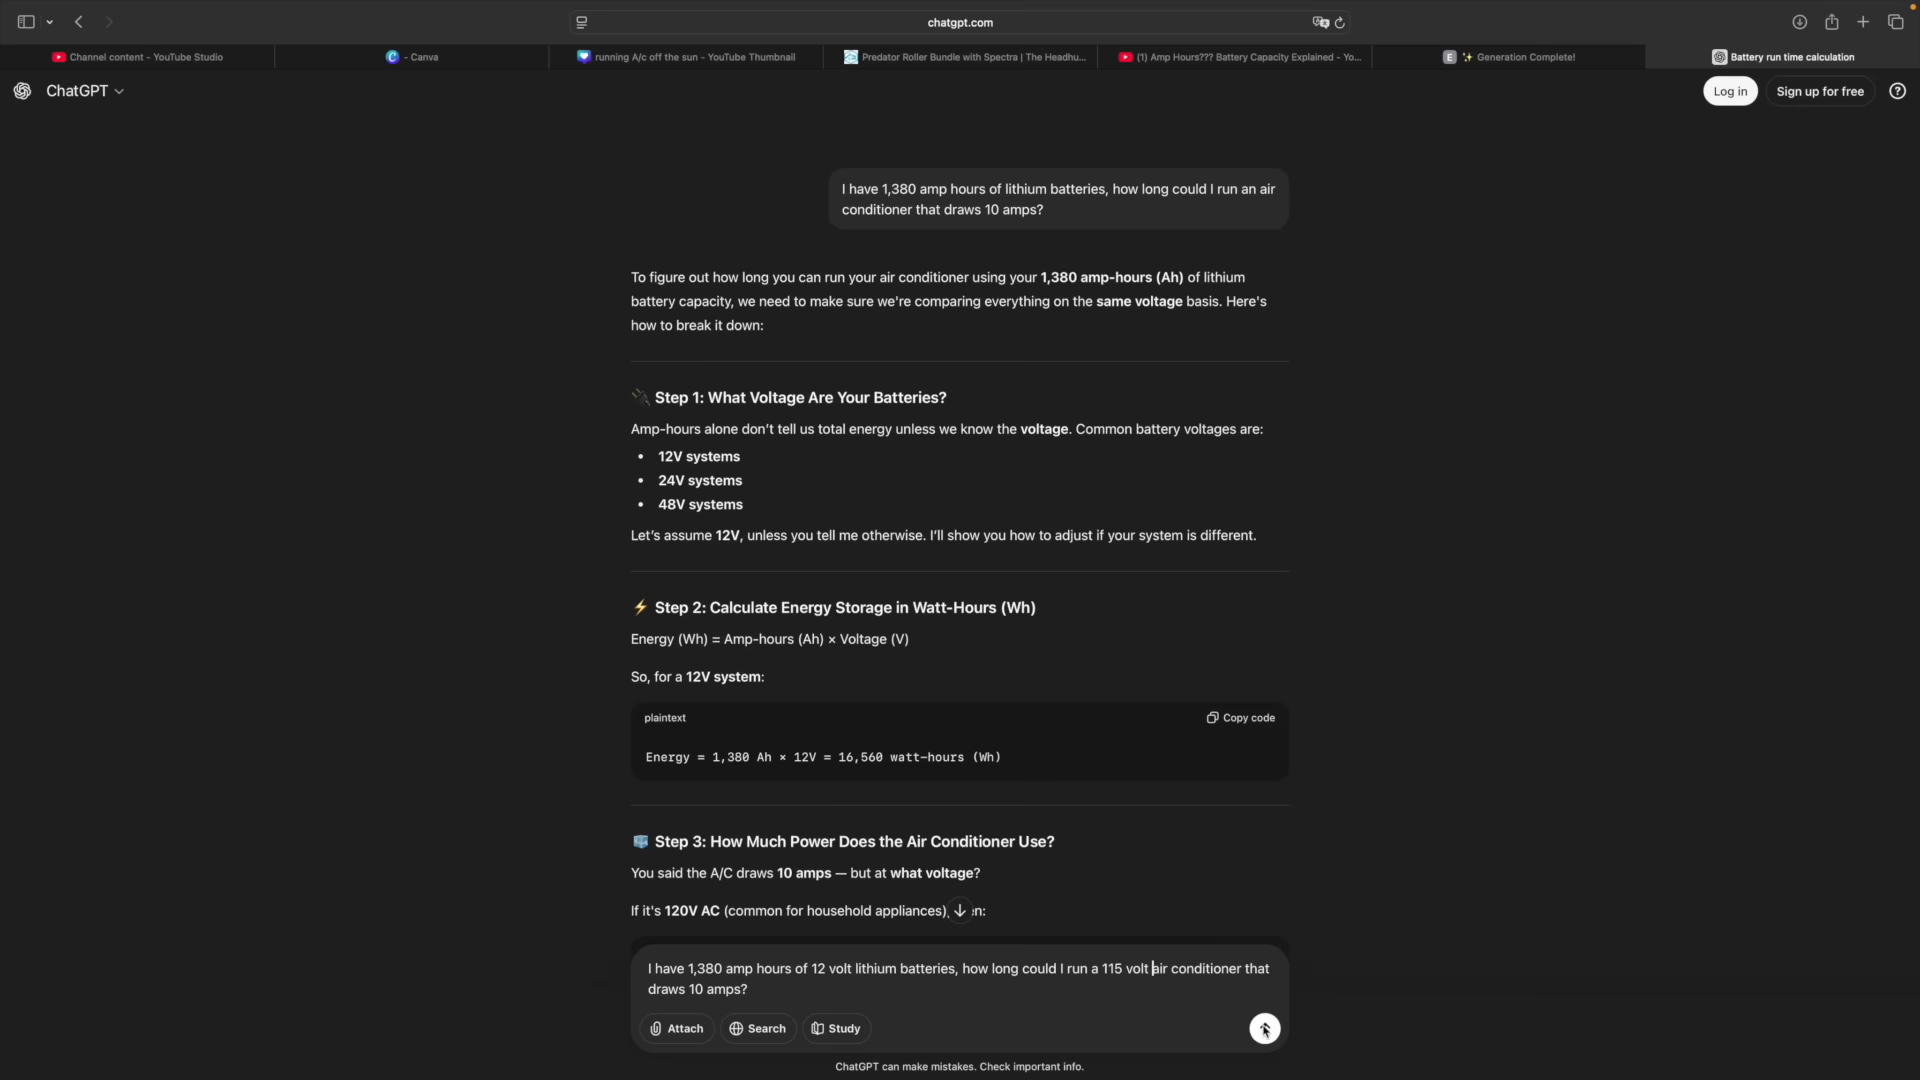 chatgpt.com
Channel content - YouTube Studio
- Canva
running A/c off the sun - YouTube Thumbnail
Predator Roller Bundle with Spectra | The Headhu...
(1) Amp Hours??? Battery Capacity Explained - Yo...
E ✨ Generation Complete!
Battery run time calculation
ChatGPT
Log in
Sign up for free
I have 1,380 amp hours of lithium batteries, how long could I run an air
conditioner that draws 10 amps?
To figure out how long you can run your air conditioner using your 1,380 amp-hours (Ah) of lithium
battery capacity, we need to make sure we're comparing everything on the same voltage basis. Here's
how to break it down:
🔌 Step 1: What Voltage Are Your Batteries?
Amp-hours alone don't tell us total energy unless we know the voltage. Common battery voltages are:
• 12V systems
• 24V systems
• 48V systems
Let's assume 12V, unless you tell me otherwise. I'll show you how to adjust if your system is different.
⚡ Step 2: Calculate Energy Storage in Watt-Hours (Wh)
Energy (Wh) = Amp-hours (Ah) × Voltage (V)
So, for a 12V system:
plaintext
Copy code
Energy = 1,380 Ah × 12V = 16,560 watt-hours (Wh)
🧊 Step 3: How Much Power Does the Air Conditioner Use?
You said the A/C draws 10 amps — but at what voltage?
If it's 120V AC (common for household appliances), en:
I have 1,380 amp hours of 12 volt lithium batteries, how long could I run a 115 volt air conditioner that
draws 10 amps?
Attach
Search
Study
ChatGPT can make mistakes. Check important info.